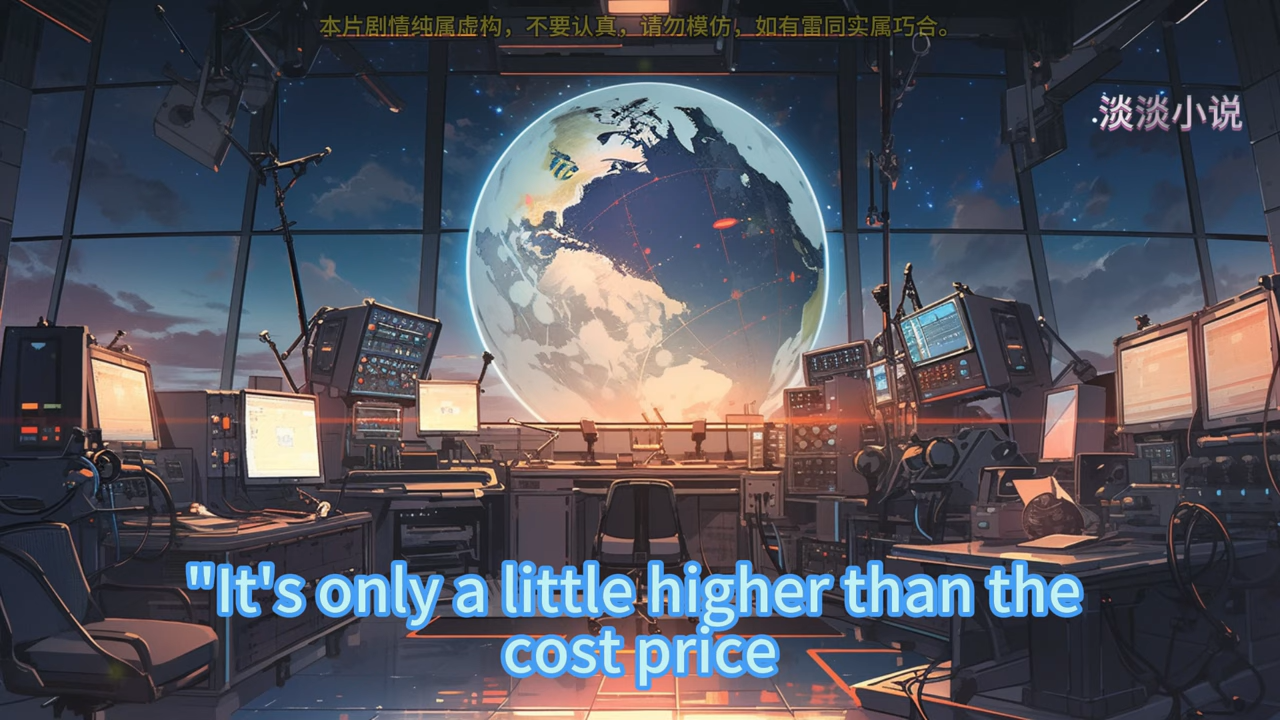 本片剧情纯属虚构，不要认真，请勿模仿，如有雷同实属巧合。
.淡淡小说
"It's only a little higher than the
cost price